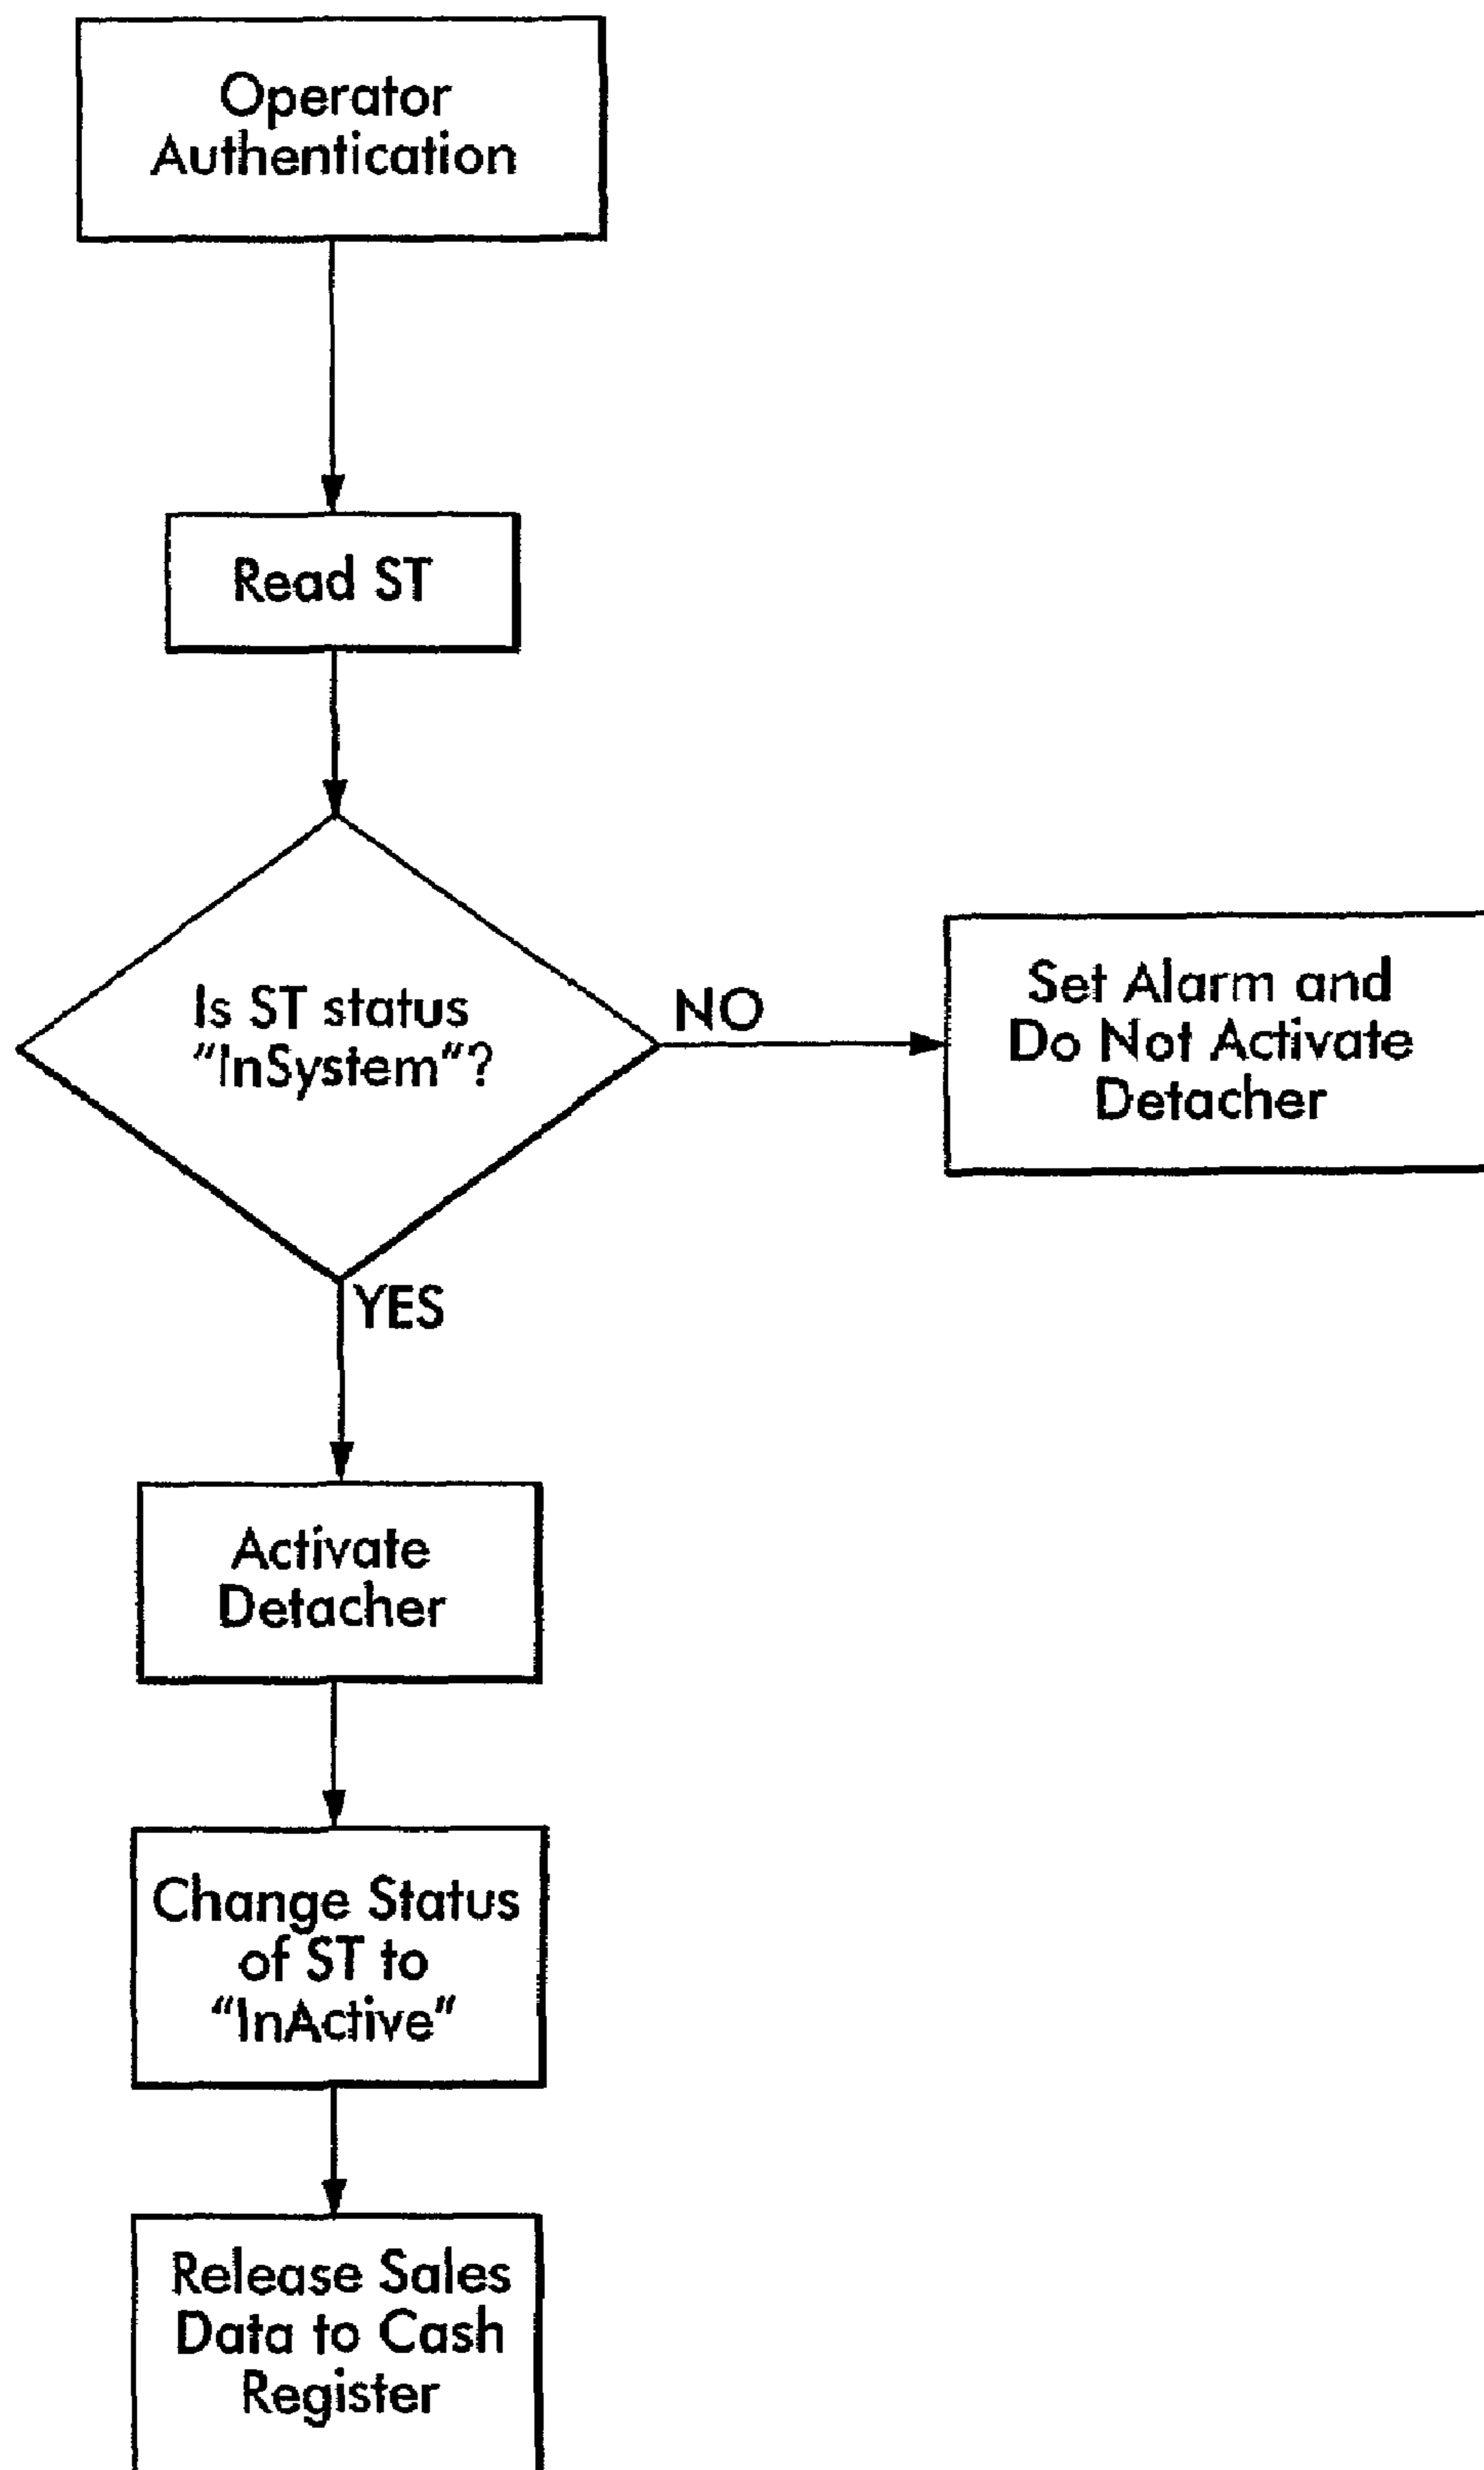 Operator
Authentication
Read ST
Is ST status
"InSystem"?
NO
Set Alarm and
Do Not Activate
Detacher
YES
Activate
Detacher
Change Status
of ST to
"InActive"
Release Sales
Data to Cash
Register